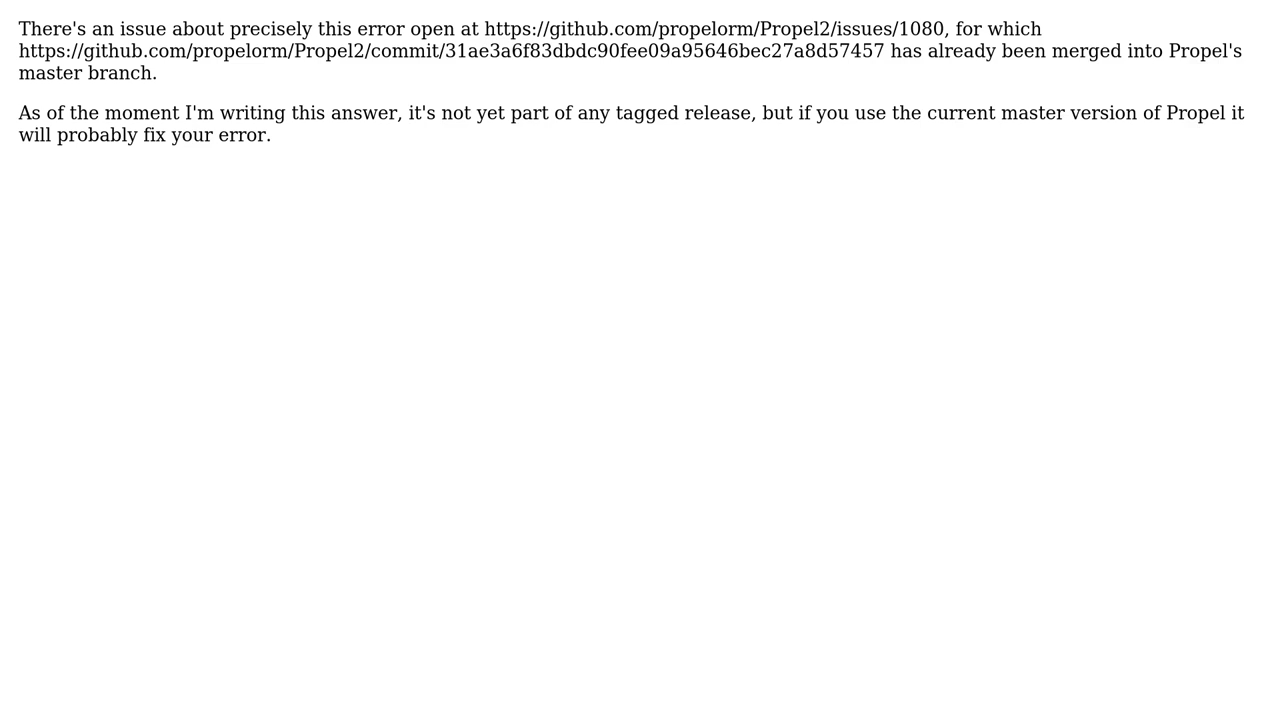 There's an issue about precisely this error open at https://github.com/propelorm/Propel2/issues/1080, for which
https://github.com/propelorm/Propel2/commit/31ae3a6f83dbdc90fee09a95646bec27a8d57457 has already been merged into Propel's
master branch.
As of the moment I'm writing this answer, it's not yet part of any tagged release, but if you use the current master version of Propel it
will probably fix your error.